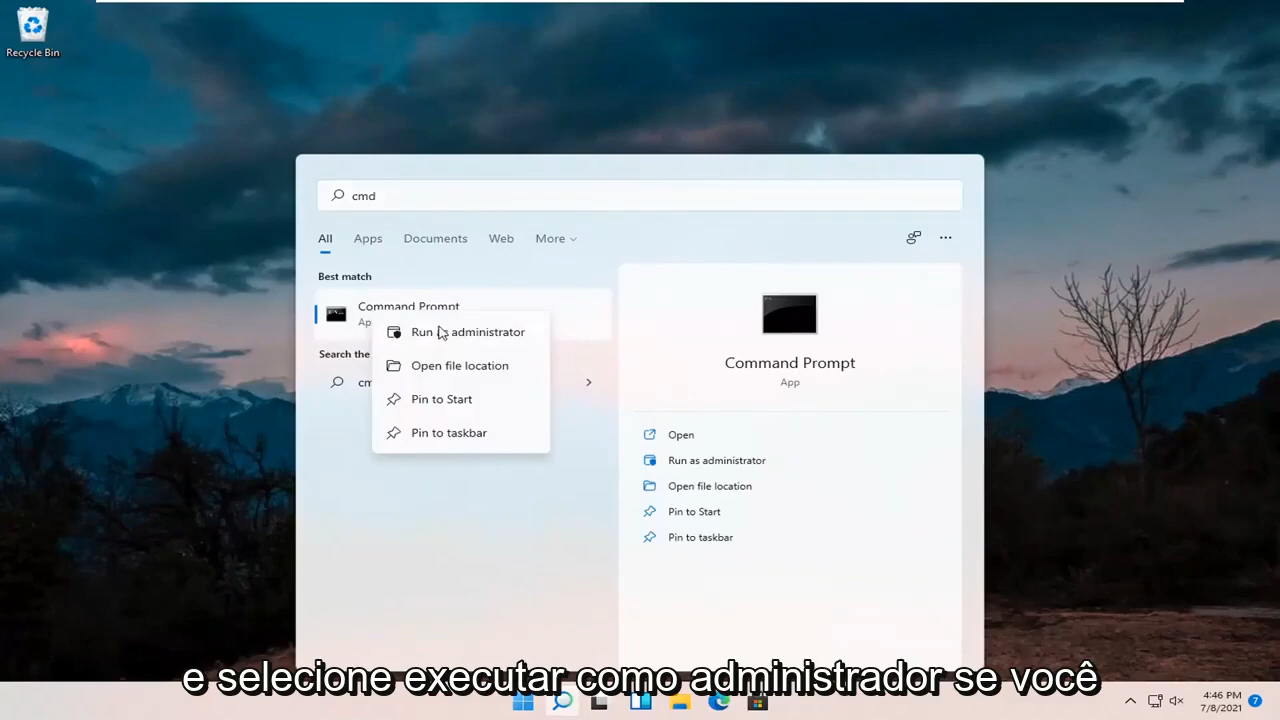 Recycle Bin
cmd
All
Apps
Documents
Web
More
Best match
Command Prompt
Ap
Run as administrator
Search the
Open file location
cm
Pin to Start
Pin to taskbar
Command Prompt
App
Open
Run as administrator
Open file location
Pin to Start
Pin to taskbar
e selecione executar como administrador se você
4:46 PM
7/8/2021
7